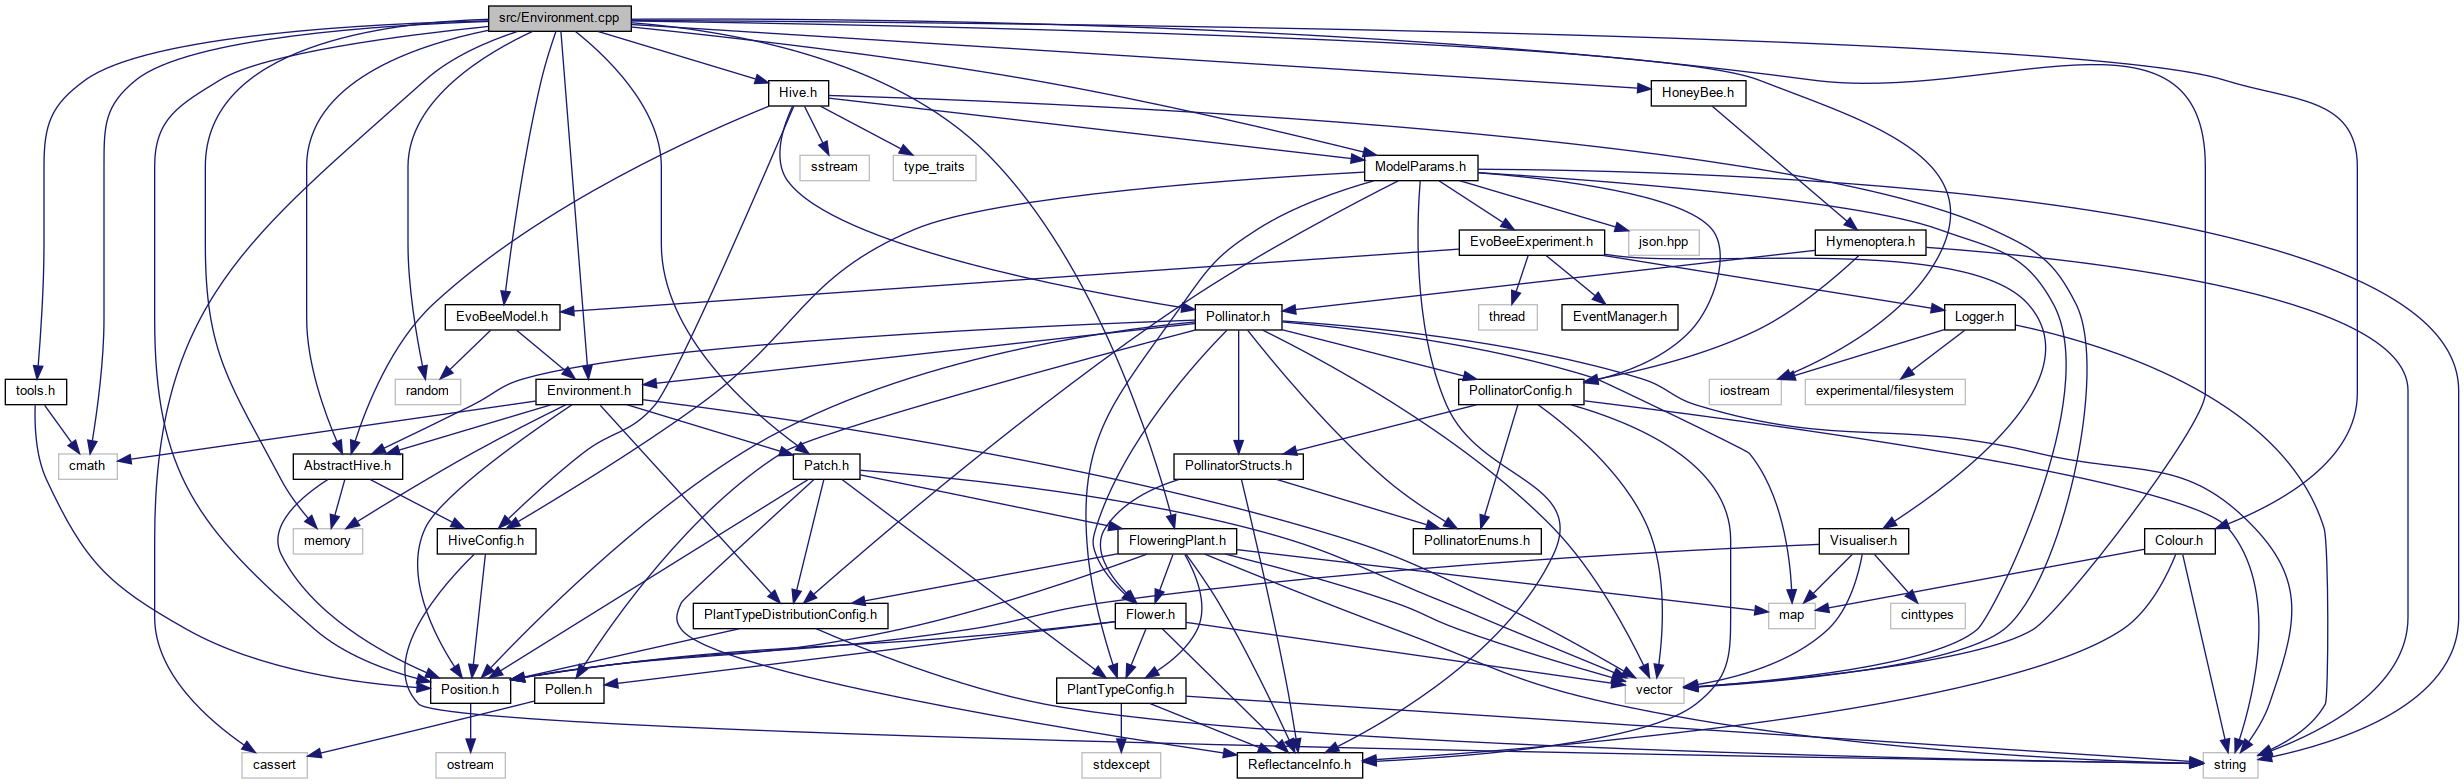 src/Environment.cpp
Hive.h
HoneyBee.h
sstream
type_traits
ModelParams.h
EvoBeeExperiment.h
json.hpp
Hymenoptera.h
EvoBeeModel.h
Pollinator.h
thread
EventManager.h
Logger.h
tools.h
random
Environment.h
PollinatorConfig.h
iostream
experimental/filesystem
cmath
AbstractHive.h
Patch.h
PollinatorStructs.h
memory
HiveConfig.h
FloweringPlant.h
PollinatorEnums.h
Visualiser.h
Colour.h
PlantTypeDistributionConfig.h
Flower.h
map
cinttypes
Position.h
Pollen.h
PlantTypeConfig.h
vector
cassert
ostream
stdexcept
ReflectanceInfo.h
string